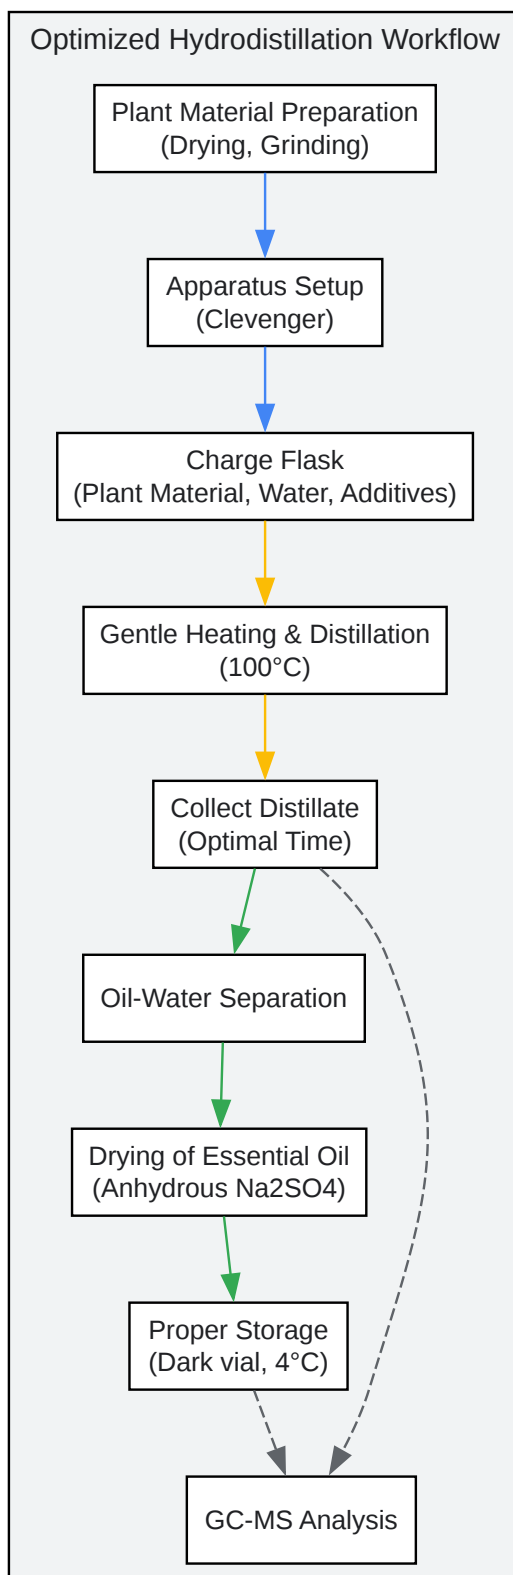 Optimized Hydrodistillation Workflow
Plant Material Preparation
(Drying, Grinding)
Apparatus Setup
(Clevenger)
Charge Flask
(Plant Material, Water, Additives)
Gentle Heating & Distillation
(100°C)
Collect Distillate
(Optimal Time)
Oil-Water Separation
Drying of Essential Oil
(Anhydrous Na2SO4)
Proper Storage
(Dark vial, 4°C)
GC-MS Analysis